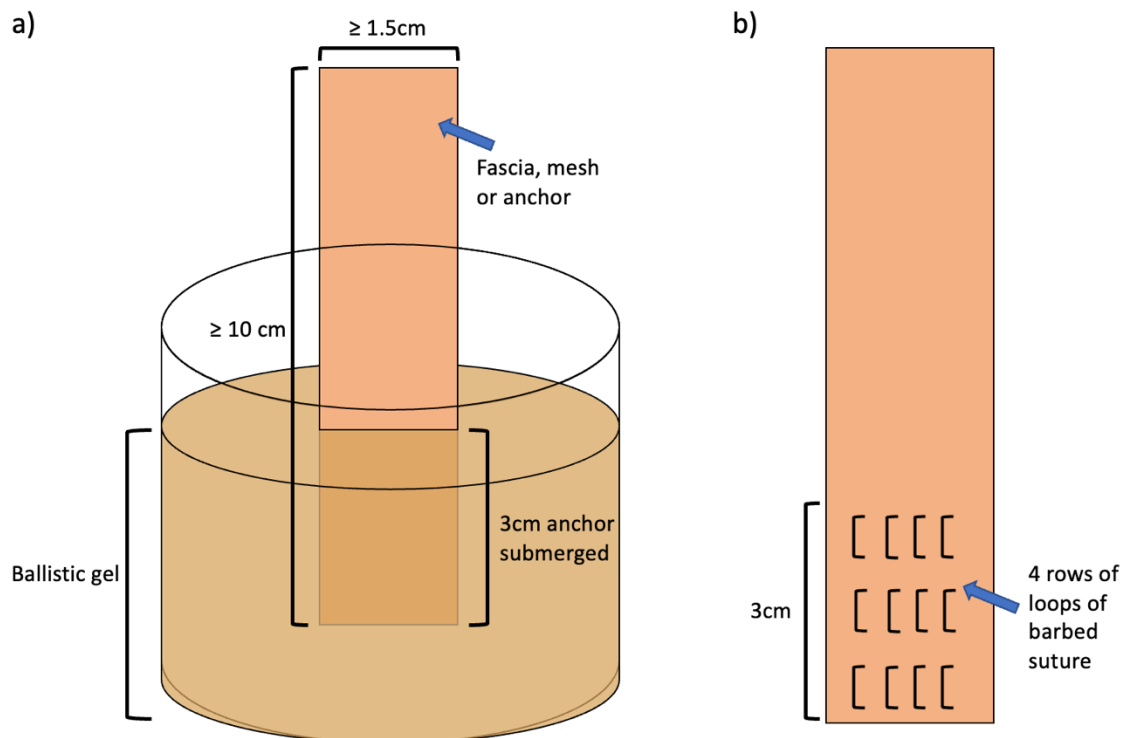 a)
≥ 1.5cm
Fascia, mesh
or anchor
≥ 10 cm
3cm anchor
submerged
Ballistic gel
b)
3cm
4 rows of
loops of
barbed
suture